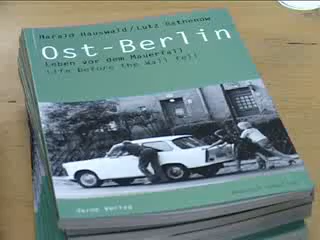 Harald Hauswald/Lutz Rathenow
Ost-Berlin
Leben vor dem Mauerfall
Life before the Wall fell
Jaron Verlag